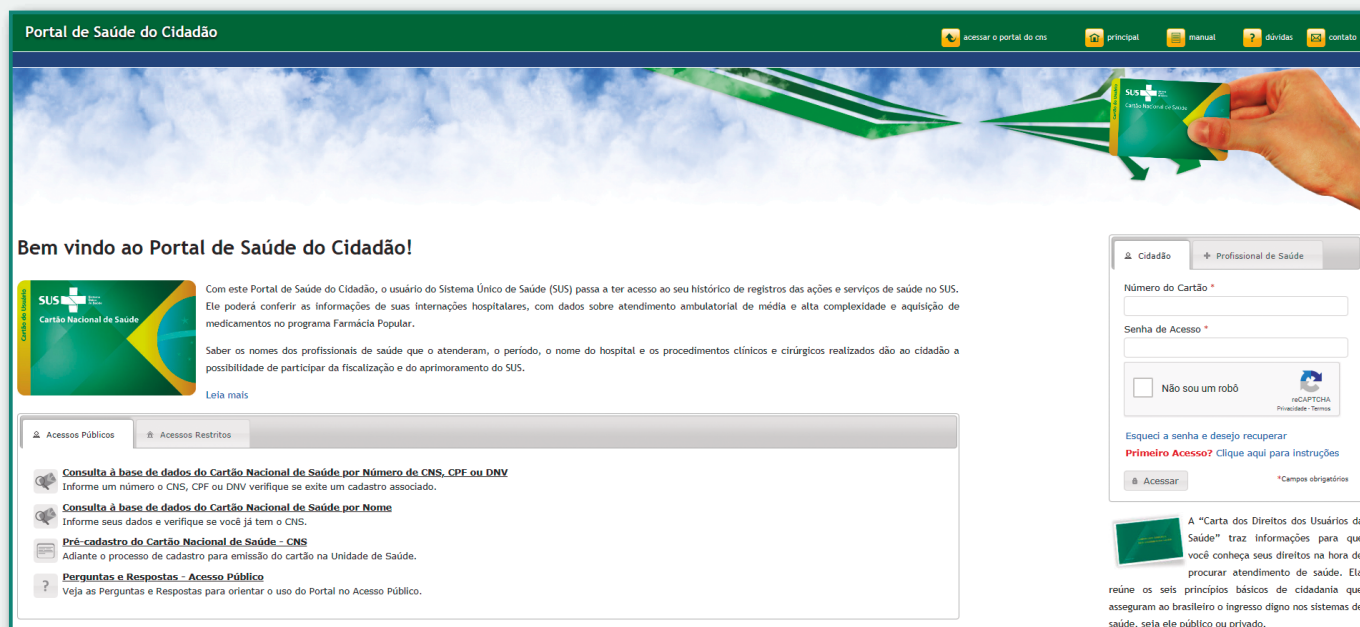 Portal de Saúde do Cidadão
acessar o portal do cns
principal
manual
? dúvidas
contato
SUS
Cartão Nacional de Saúde
Bem vindo ao Portal de Saúde do Cidadão!
Cartão do Usuário
SUS
Cartão Nacional de Saúde
Com este Portal de Saúde do Cidadão, o usuário do Sistema Único de Saúde (SUS) passa a ter acesso ao seu histórico de registros das ações e serviços de saúde no SUS.
Ele poderá conferir as informações de suas internações hospitalares, com dados sobre atendimento ambulatorial de média e alta complexidade e aquisição de
medicamentos no programa Farmácia Popular.
Saber os nomes dos profissionais de saúde que o atenderam, o período, o nome do hospital e os procedimentos clínicos e cirúrgicos realizados dão ao cidadão a
possibilidade de participar da fiscalização e do aprimoramento do SUS.
Leia mais
Acessos Públicos
Acessos Restritos
Consulta à base de dados do Cartão Nacional de Saúde por Número de CNS, CPF ou DNV
Informe um número o CNS, CPF ou DNV verifique se exite um cadastro associado.
Consulta à base de dados do Cartão Nacional de Saúde por Nome
Informe seus dados e verifique se você já tem o CNS.
Pré-cadastro do Cartão Nacional de Saúde - CNS
Adiante o processo de cadastro para emissão do cartão na Unidade de Saúde.
? Perguntas e Respostas - Acesso Público
Veja as Perguntas e Respostas para orientar o uso do Portal no Acesso Público.
Cidadão
Profissional de Saúde
Número do Cartão *
Senha de Acesso *
Não sou um robô
reCAPTCHA
Privacidade - Termos
Esqueci a senha e desejo recuperar
Primeiro Acesso? Clique aqui para instruções
Acessar
*Campos obrigatórios
A “Carta dos Direitos dos Usuários da
Saúde” traz informações para que
você conheça seus direitos na hora de
procurar atendimento de saúde. Ela
reúne os seis princípios básicos de cidadania que
asseguram ao brasileiro o ingresso digno nos sistemas de
saúde, seja ele público ou privado.